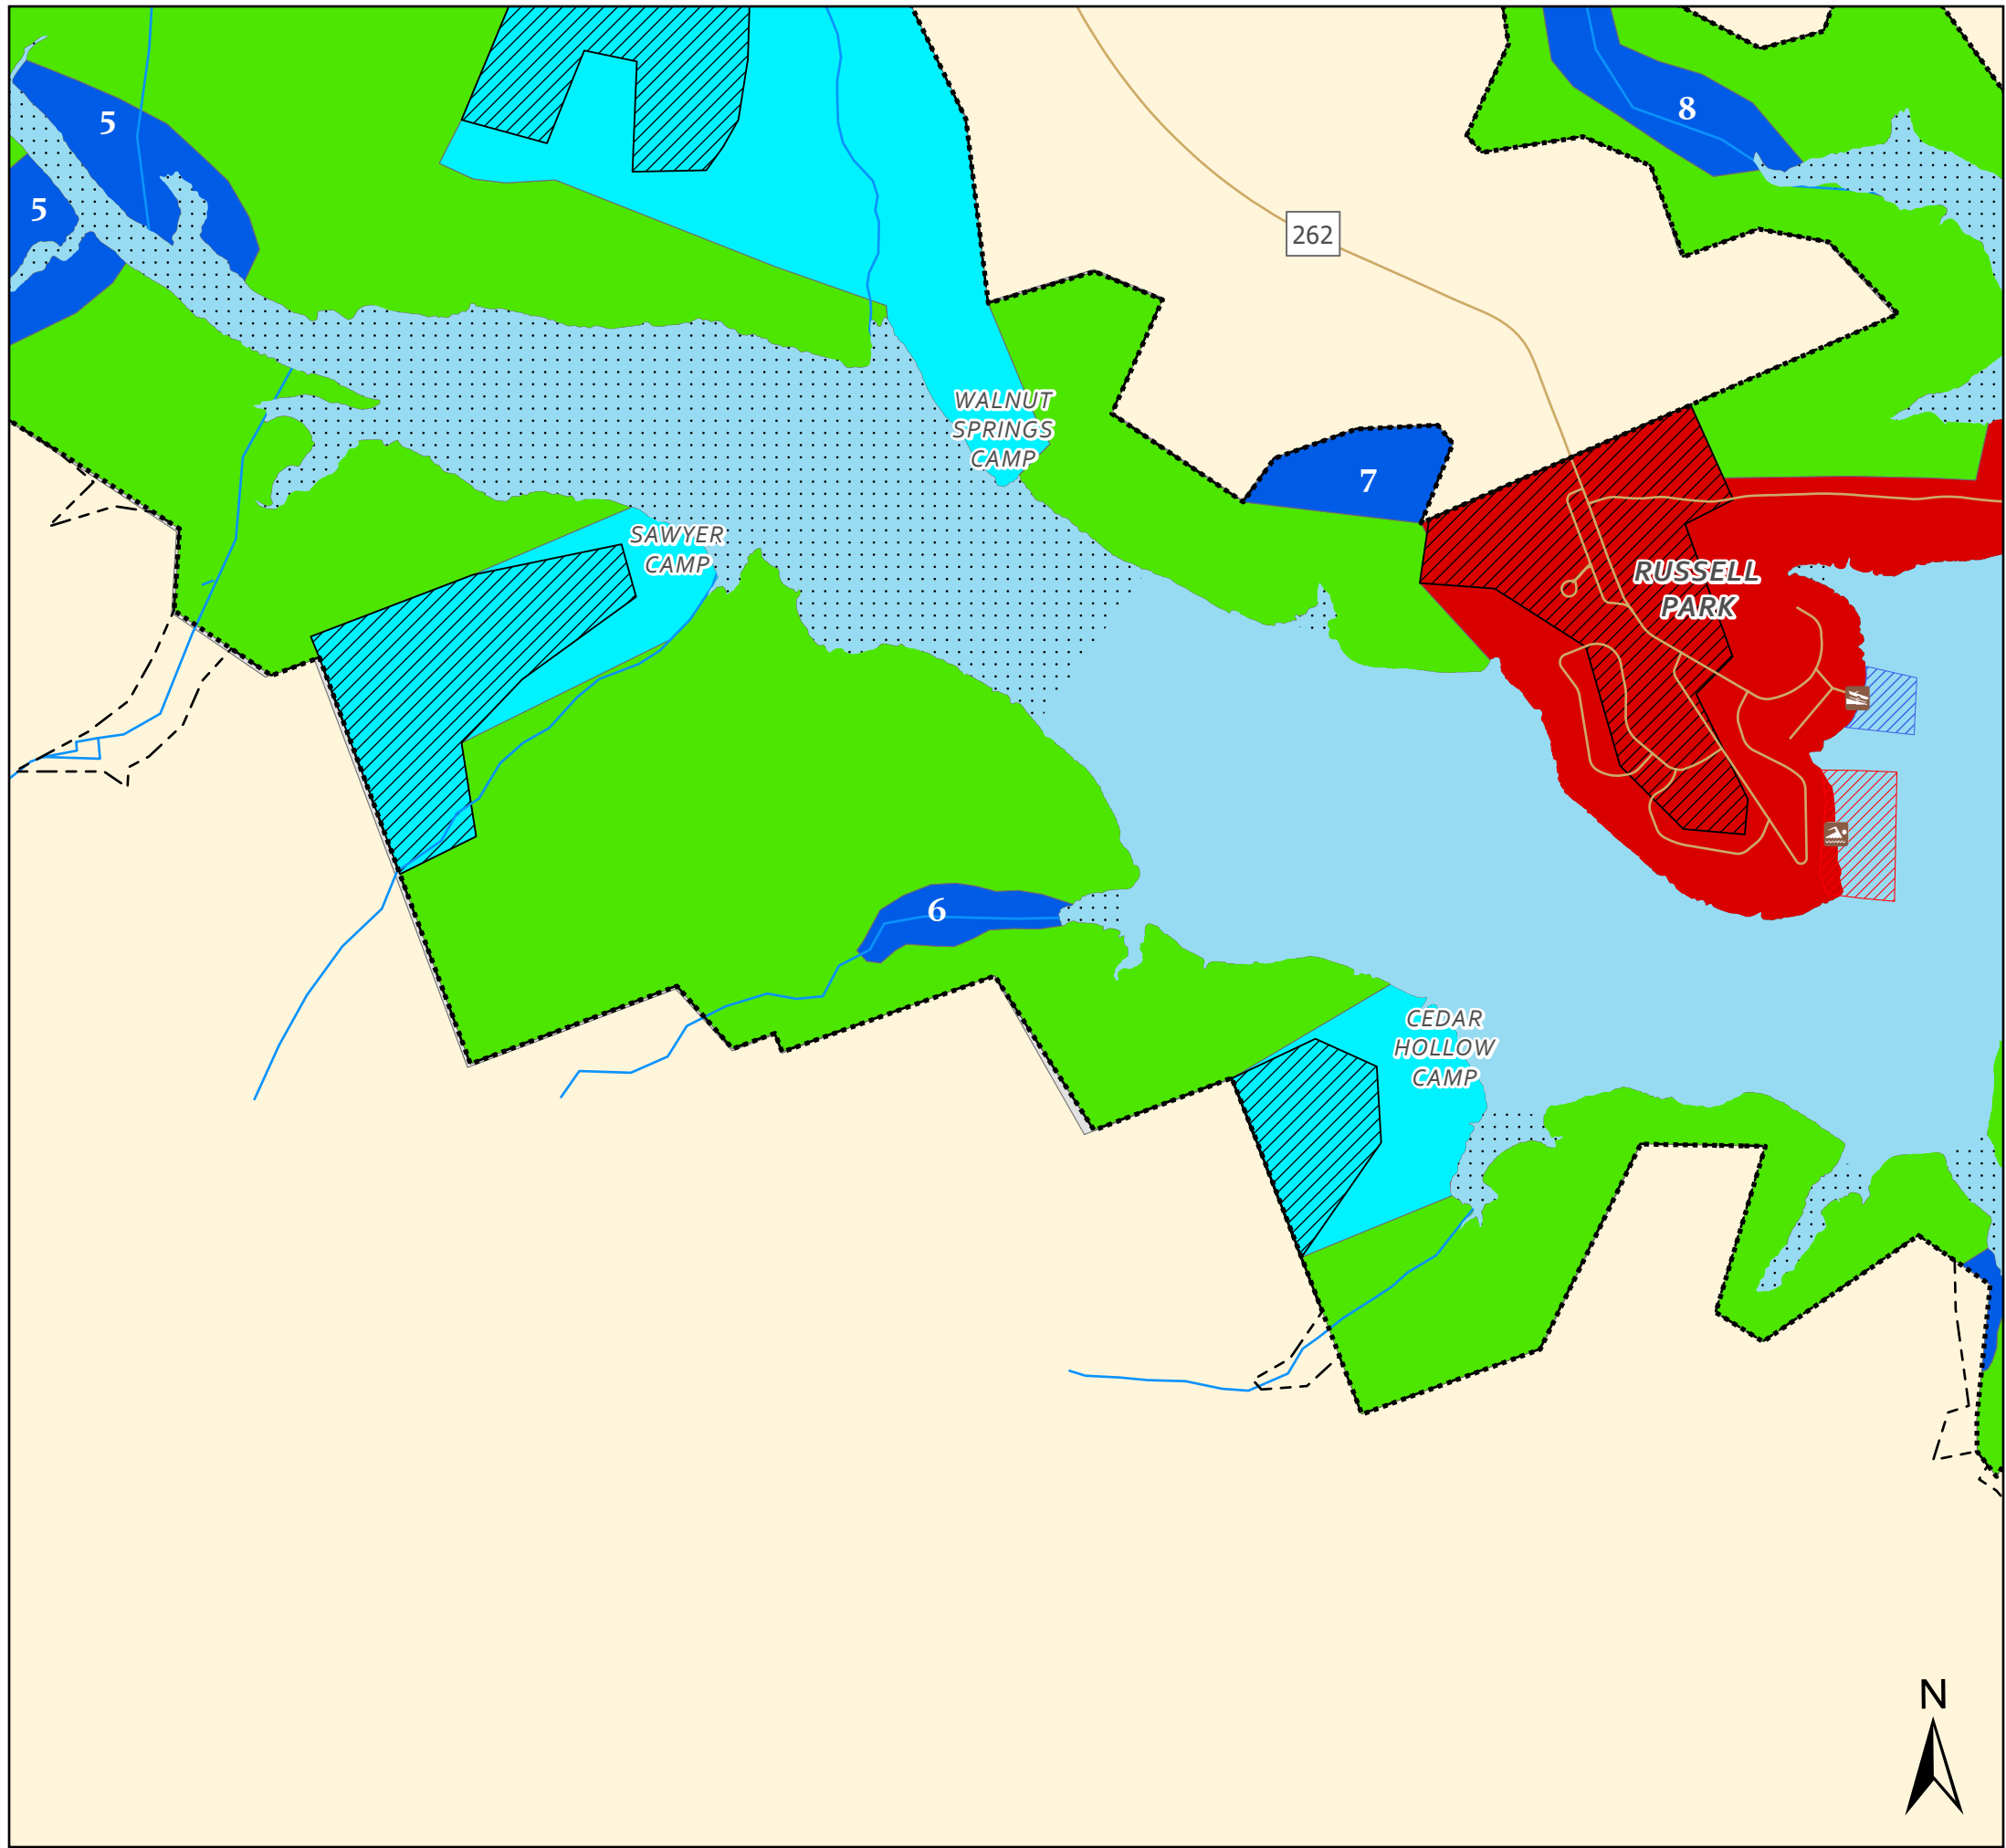 5
8
5
262
WALNUT
SPRINGS
CAMP
7
SAWYER
CAMP
RUSSELL
PARK
6
CEDAR
HOLLOW
CAMP
N